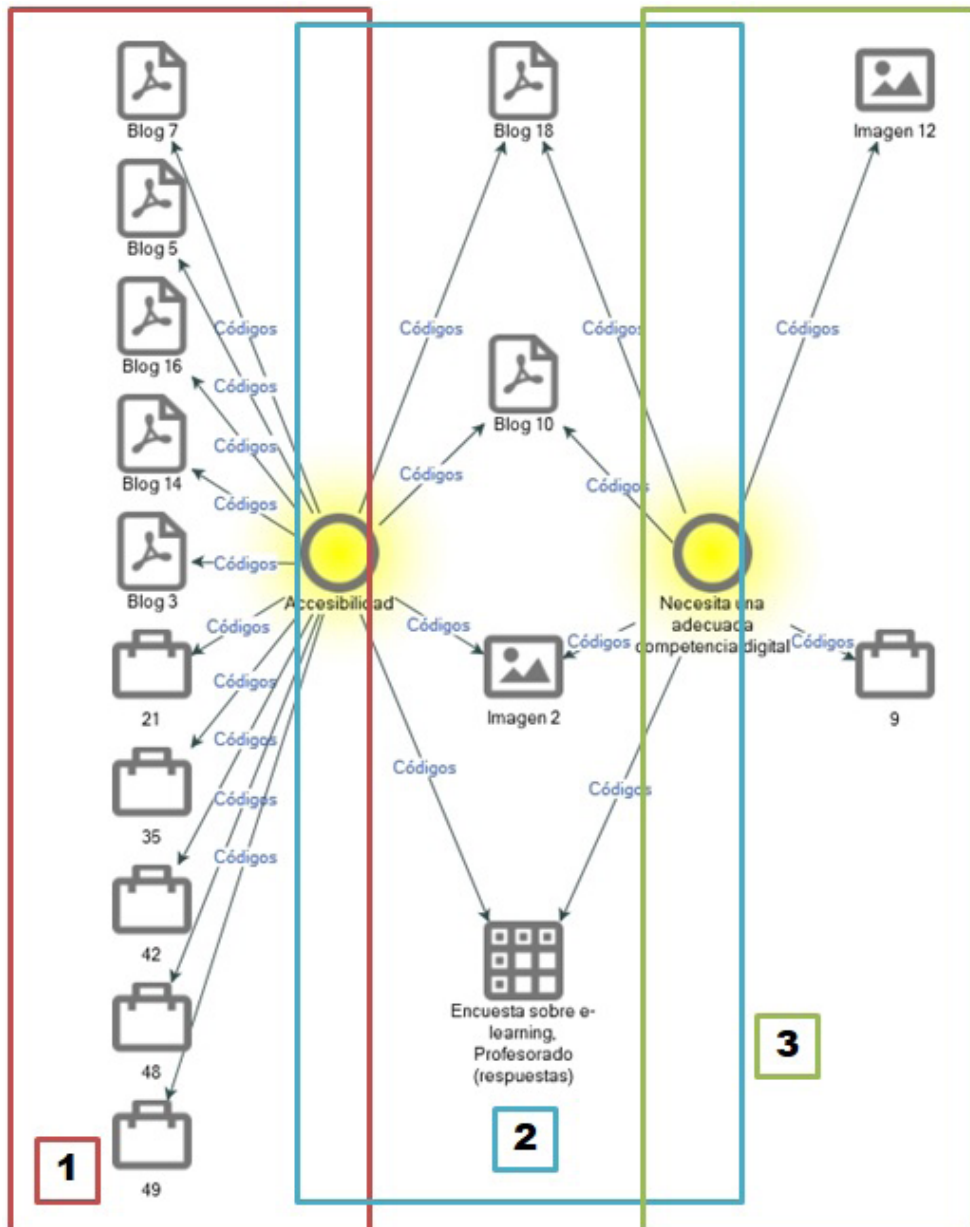 Blog 7
Blog 18
Imagen 12
Blog 5
Códigos
Códigos
Códigos
Códigos
Blog 16
Códigos
Blog 10
Códigos
Códigos
Blog 14
Códigos
Códigos
Códigos
Blog 3
Accesibilidad
Necesita una
adecuada
competencia digital
Códigos
Códigos
Códigos
Códigos
Códigos
21
Imagen 2
9
Códigos
Códigos
Códigos
Códigos
35
Códigos
42
Encuesta sobre e-
learning,
Profesorado
(respuestas)
48
3
2
1
49